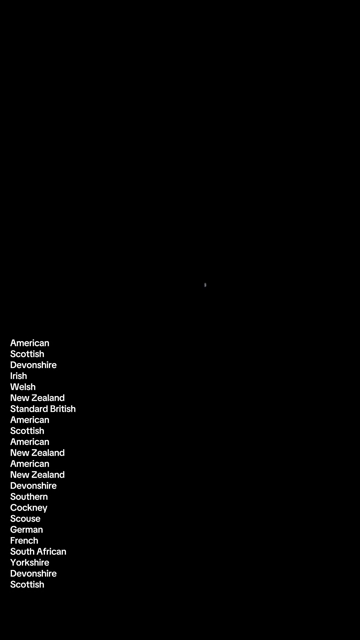 American
Scottish
Devonshire
Irish
Welsh
New Zealand
Standard British
American
Scottish
American
New Zealand
American
New Zealand
Devonshire
Southern
Cockney
Scouse
German
French
South African
Yorkshire
Devonshire
Scottish